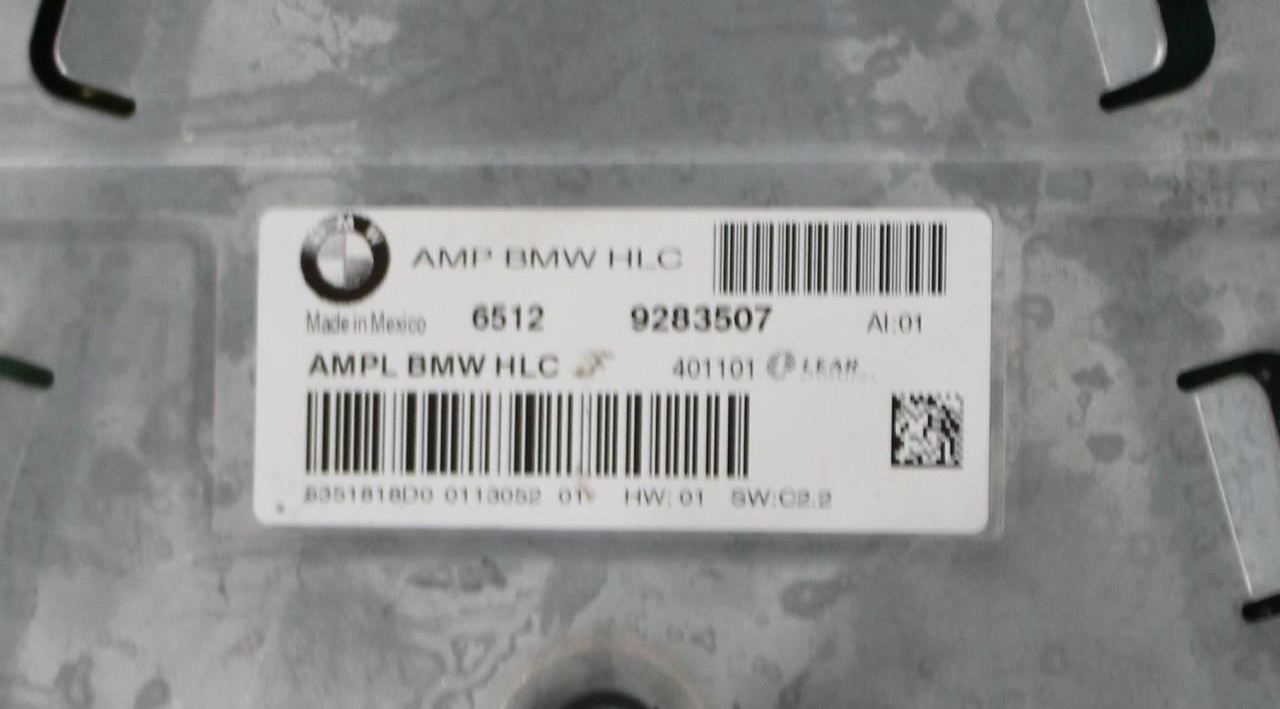 AMP BMW HLC
Made in Mexico 6512 9283507 AI:01
AMPL BMW HLC 401101 LEAR
0113052 01 HW: 01 SW:C2.2